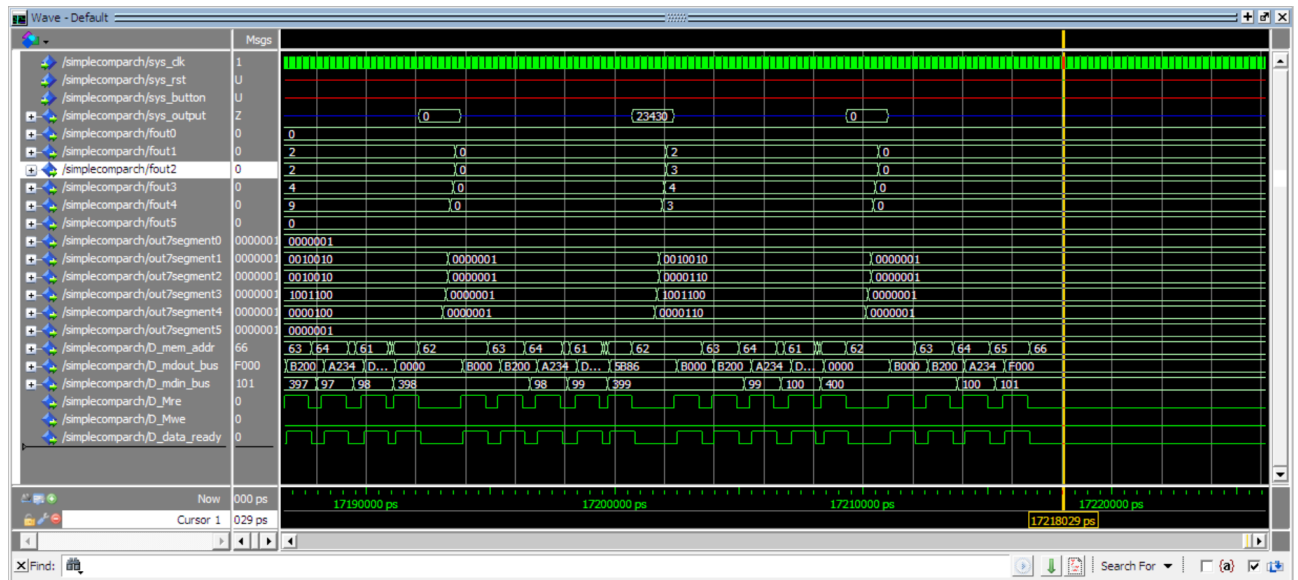 Wave - Default
Msgs
/simplecomparch/sys_clk 1
/simplecomparch/sys_rst U
/simplecomparch/sys_button U
/simplecomparch/sys_output Z 0 23430 0
/simplecomparch/fout0 0 0
/simplecomparch/fout1 0 2 0 2 0
/simplecomparch/fout2 0 2 0 3 0
/simplecomparch/fout3 0 4 0 4 0
/simplecomparch/fout4 0 9 0 3 0
/simplecomparch/fout5 0 0
/simplecomparch/out7segment0 0000001 0000001
/simplecomparch/out7segment1 0000001 0010010 0000001 0010010 0000001
/simplecomparch/out7segment2 0000001 0010010 0000001 0000110 0000001
/simplecomparch/out7segment3 0000001 1001100 0000001 1001100 0000001
/simplecomparch/out7segment4 0000001 0000100 0000001 0000110 0000001
/simplecomparch/out7segment5 0000001 0000001
/simplecomparch/D_mem_addr 66 63 64 61 62 63 64 61 62 63 64 61 62 63 64 65 66
/simplecomparch/D_mdout_bus F000 B200 A234 D... 0000 B000 B200 A234 D... 5B86 B000 B200 A234 D... 0000 B000 B200 A234 F000
/simplecomparch/D_mdin_bus 101 397 97 98 398 98 99 399 99 100 400 100 101
/simplecomparch/D_Mre 0
/simplecomparch/D_Mwe 0
/simplecomparch/D_data_ready 0
Now 000 ps 17190000 ps 17200000 ps 17210000 ps 17220000 ps
Cursor 1 029 ps 17218029 ps
Find: Search For {a}